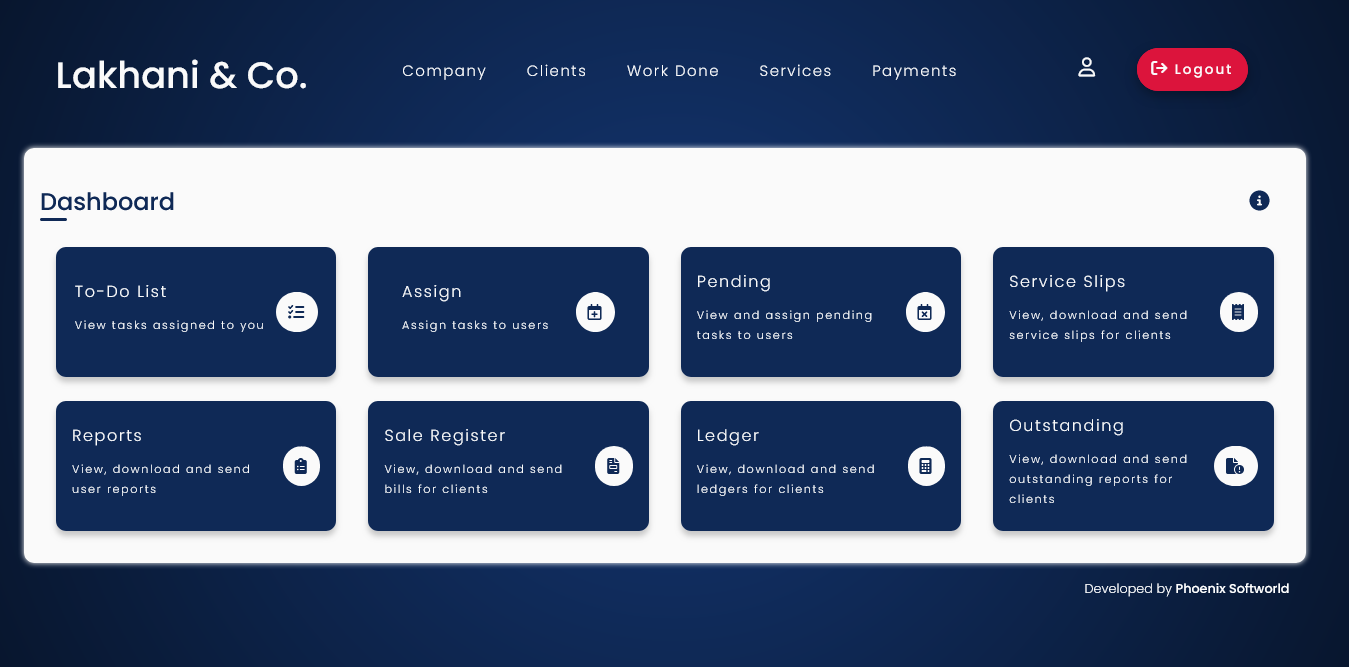 Lakhani & Co.
Company
Clients
Work Done
Services
Payments
Logout
Dashboard
To-Do List
View tasks assigned to you
Assign
Assign tasks to users
Pending
View and assign pending
tasks to users
Service Slips
View, download and send
service slips for clients
Reports
View, download and send
user reports
Sale Register
View, download and send
bills for clients
Ledger
View, download and send
ledgers for clients
Outstanding
View, download and send
outstanding reports for
clients
Developed by Phoenix Softworld